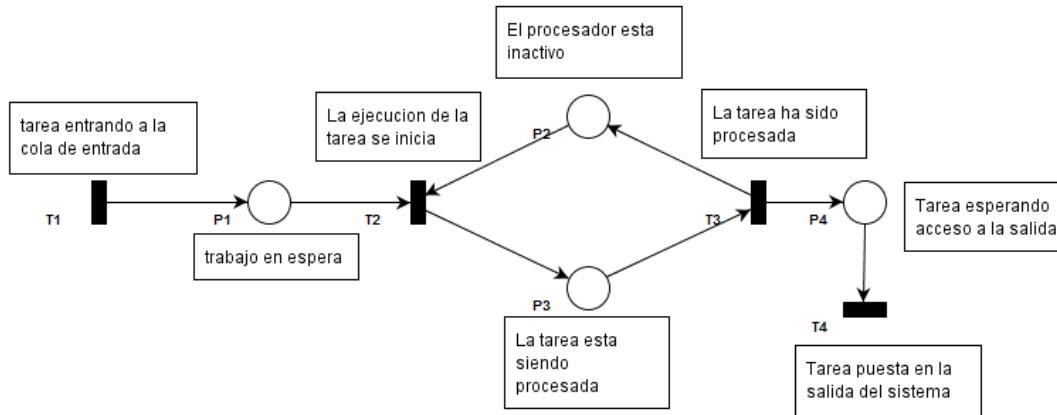 El procesador esta
inactivo
tarea entrando a la
cola de entrada
La ejecucion de la
tarea se inicia
La tarea ha sido
procesada
P2
T1
P1
T2
T3
P4
Tarea esperando
acceso a la salida
trabajo en espera
P3
T4
La tarea esta
siendo
procesada
Tarea puesta en la
salida del sistema